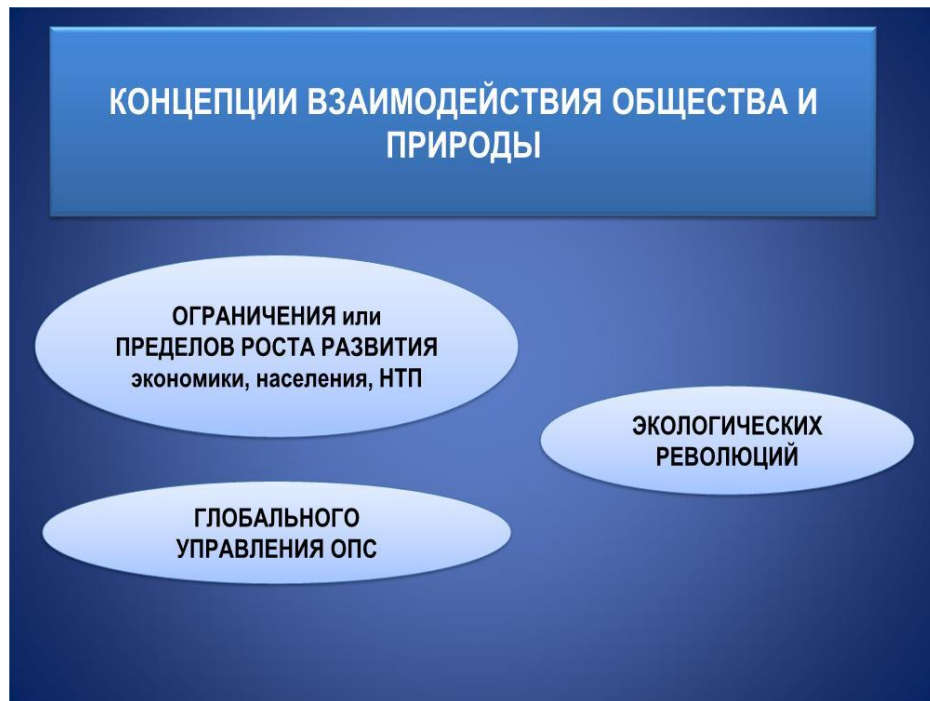 КОНЦЕПЦИИ ВЗАИМОДЕЙСТВИЯ ОБЩЕСТВА И
ПРИРОДЫ
ОГРАНИЧЕНИЯ или
ПРЕДЕЛОВ РОСТА РАЗВИТИЯ
экономики, населения, НТП
ЭКОЛОГИЧЕСКИХ
РЕВОЛЮЦИЙ
ГЛОБАЛЬНОГО
УПРАВЛЕНИЯ ОПС